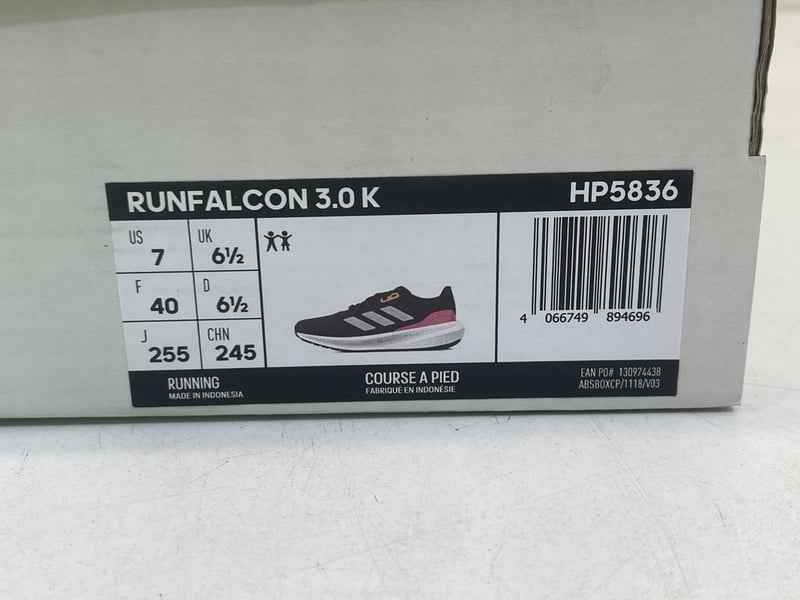 RUNFALCON 3.0 K HP5836
US 7 UK 6½
F 40 D 6½
J 255 CHN 245
4 066749 894696
RUNNING
MADE IN INDONESIA
COURSE A PIED
FABRIQUÉ EN INDONÉSIE
EAN PO# 130974438
ABSBOXCP/1118/V03